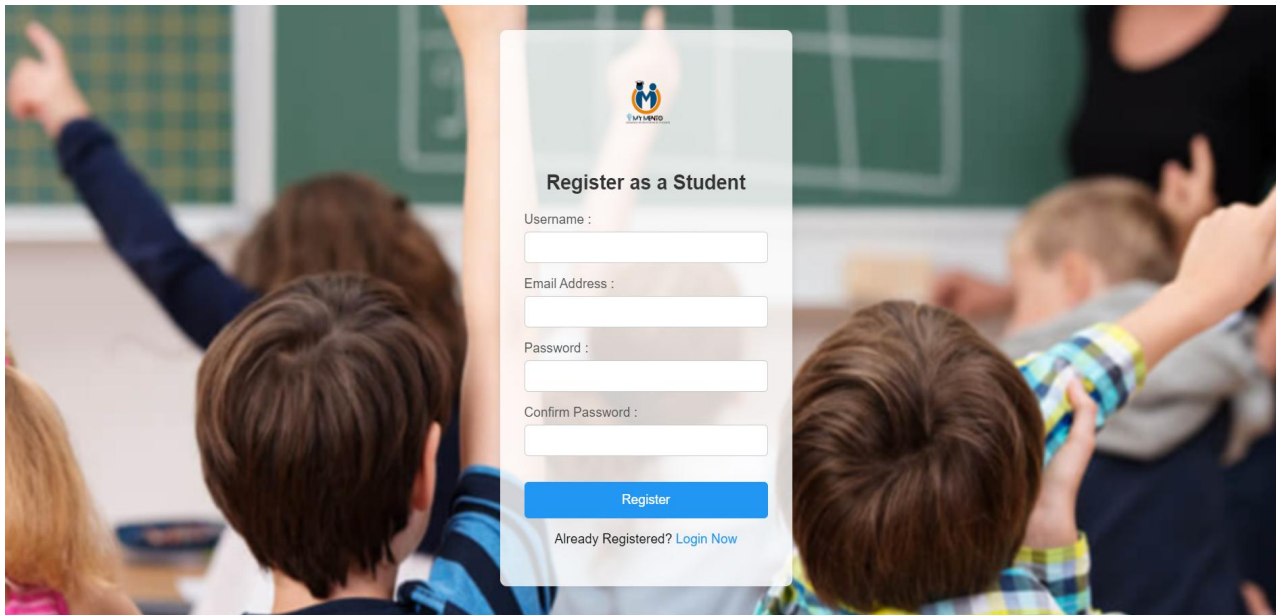 MY MENTO
Register as a Student
Username :
Email Address :
Password :
Confirm Password :
Register
Already Registered? Login Now